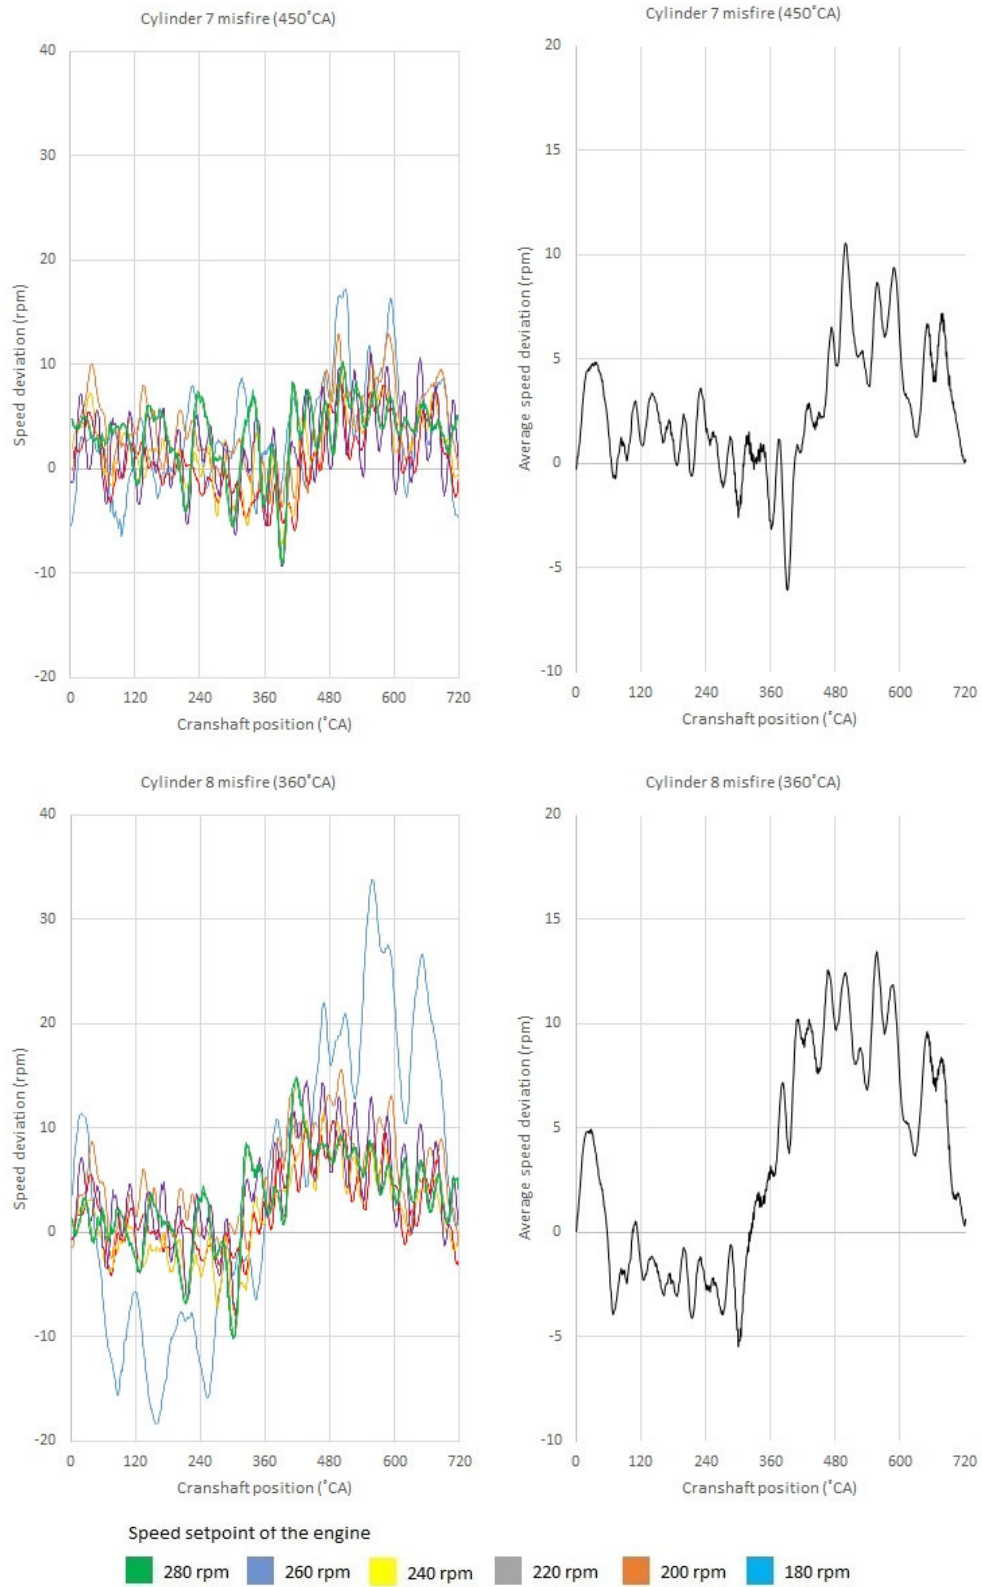 Cylinder 7 misfire (450°CA)
40
30
20
10
0
-10
-20
Speed deviation (rpm)
0 120 240 360 480 600 720
Cranshaft position (°CA)
Cylinder 7 misfire (450°CA)
20
15
10
5
0
-5
-10
Average speed deviation (rpm)
0 120 240 360 480 600 720
Cranshaft position (°CA)
Cylinder 8 misfire (360°CA)
40
30
20
10
0
-10
-20
Speed deviation (rpm)
0 120 240 360 480 600 720
Cranshaft position (°CA)
Cylinder 8 misfire (360°CA)
20
15
10
5
0
-5
-10
Average speed deviation (rpm)
0 120 240 360 480 600 720
Cranshaft position (°CA)
Speed setpoint of the engine
280 rpm 260 rpm 240 rpm 220 rpm 200 rpm 180 rpm